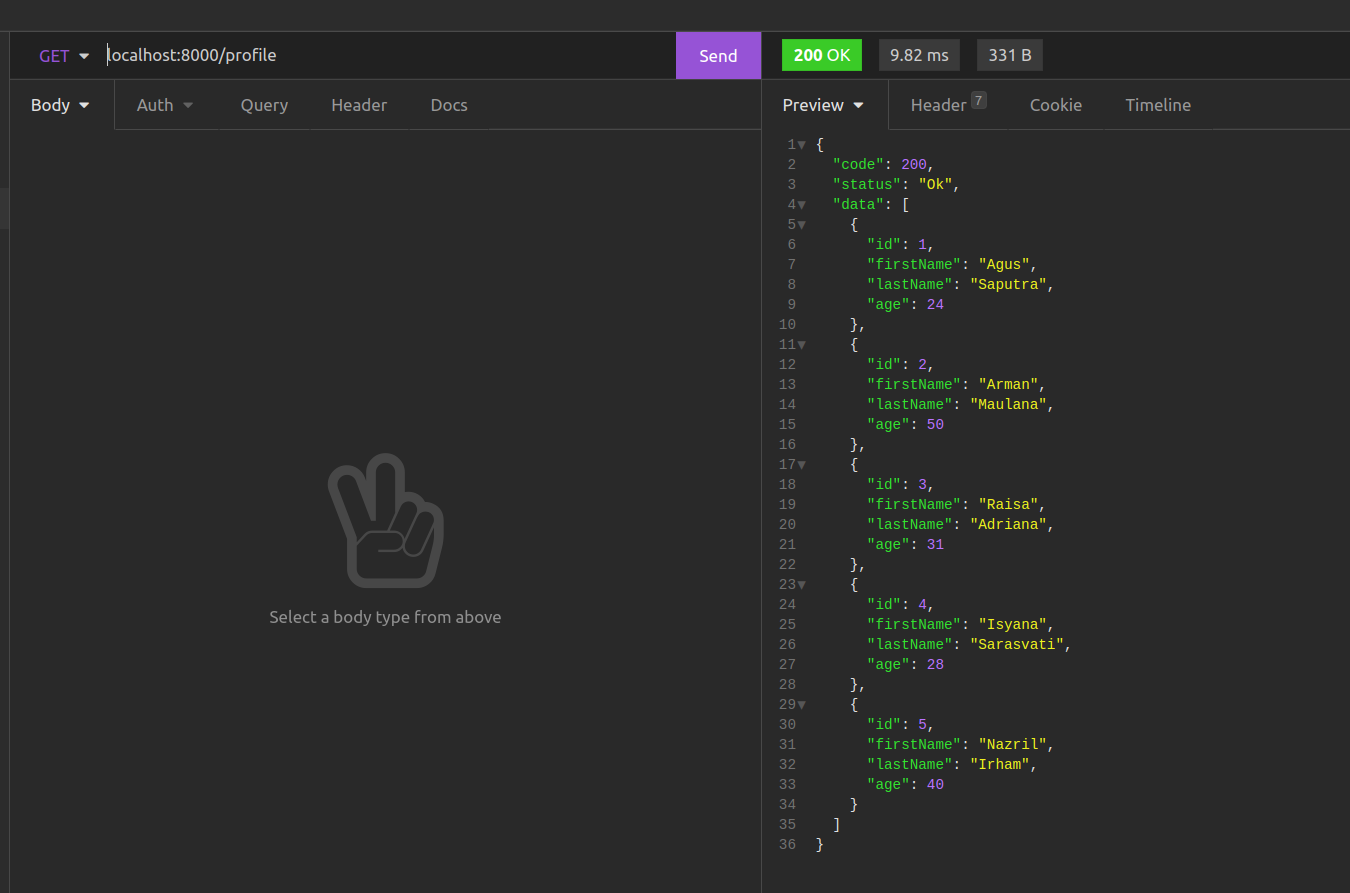 GET localhost:8000/profile Send 200 OK 9.82 ms 331 B
Body Auth Query Header Docs Preview Header 7 Cookie Timeline
Select a body type from above
1 {
2 "code": 200,
3 "status": "Ok",
4 "data": [
5 {
6 "id": 1,
7 "firstName": "Agus",
8 "lastName": "Saputra",
9 "age": 24
10 },
11 {
12 "id": 2,
13 "firstName": "Arman",
14 "lastName": "Maulana",
15 "age": 50
16 },
17 {
18 "id": 3,
19 "firstName": "Raisa",
20 "lastName": "Adriana",
21 "age": 31
22 },
23 {
24 "id": 4,
25 "firstName": "Isyana",
26 "lastName": "Sarasvati",
27 "age": 28
28 },
29 {
30 "id": 5,
31 "firstName": "Nazril",
32 "lastName": "Irham",
33 "age": 40
34 }
35 ]
36 }